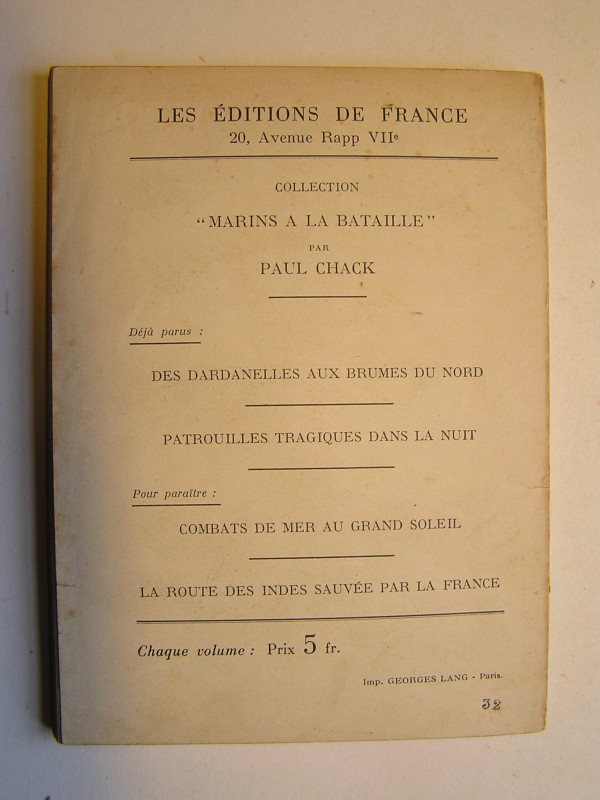 LES ÉDITIONS DE FRANCE
20, Avenue Rapp VIIᵉ
COLLECTION
"MARINS A LA BATAILLE"
PAR
PAUL CHACK
Déjà parus :
DES DARDANELLES AUX BRUMES DU NORD
PATROUILLES TRAGIQUES DANS LA NUIT
Pour paraître :
COMBATS DE MER AU GRAND SOLEIL
LA ROUTE DES INDES SAUVÉE PAR LA FRANCE
Chaque volume : Prix 5 fr.
Imp. GEORGES LANG - Paris.
32